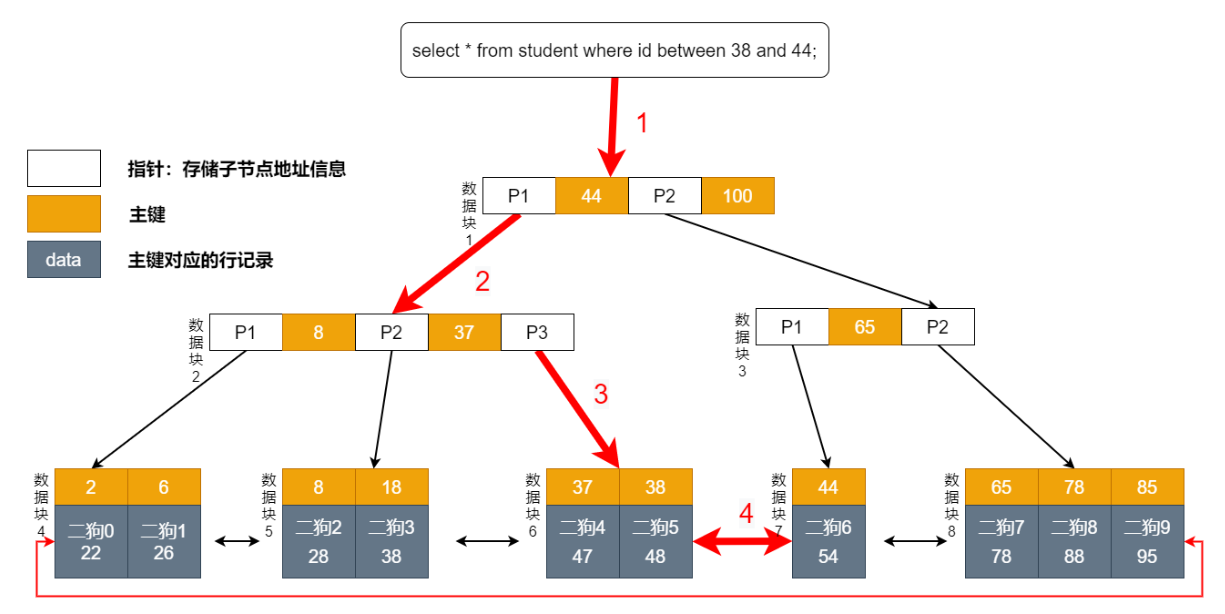 select * from student where id between 38 and 44;
1
指针：存储子节点地址信息
主键
data 主键对应的行记录
数据块1
P1 44 P2 100
2
数据块2
P1 8 P2 37 P3
数据块3
P1 65 P2
3
数据块4
2 6
二狗0 二狗1
22 26
数据块5
8 18
二狗2 二狗3
28 38
数据块6
37 38
二狗4 二狗5
47 48
4
数据块7
44
二狗6
54
数据块8
65 78 85
二狗7 二狗8 二狗9
78 88 95